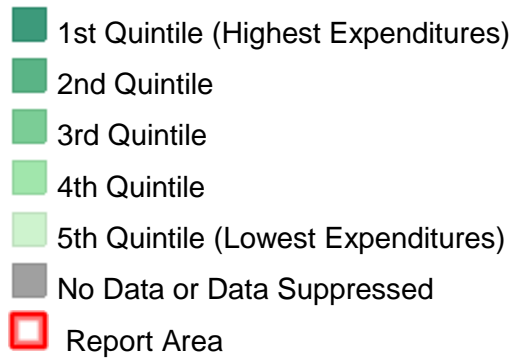 1st Quintile (Highest Expenditures)
2nd Quintile
3rd Quintile
4th Quintile
5th Quintile (Lowest Expenditures)
No Data or Data Suppressed
Report Area